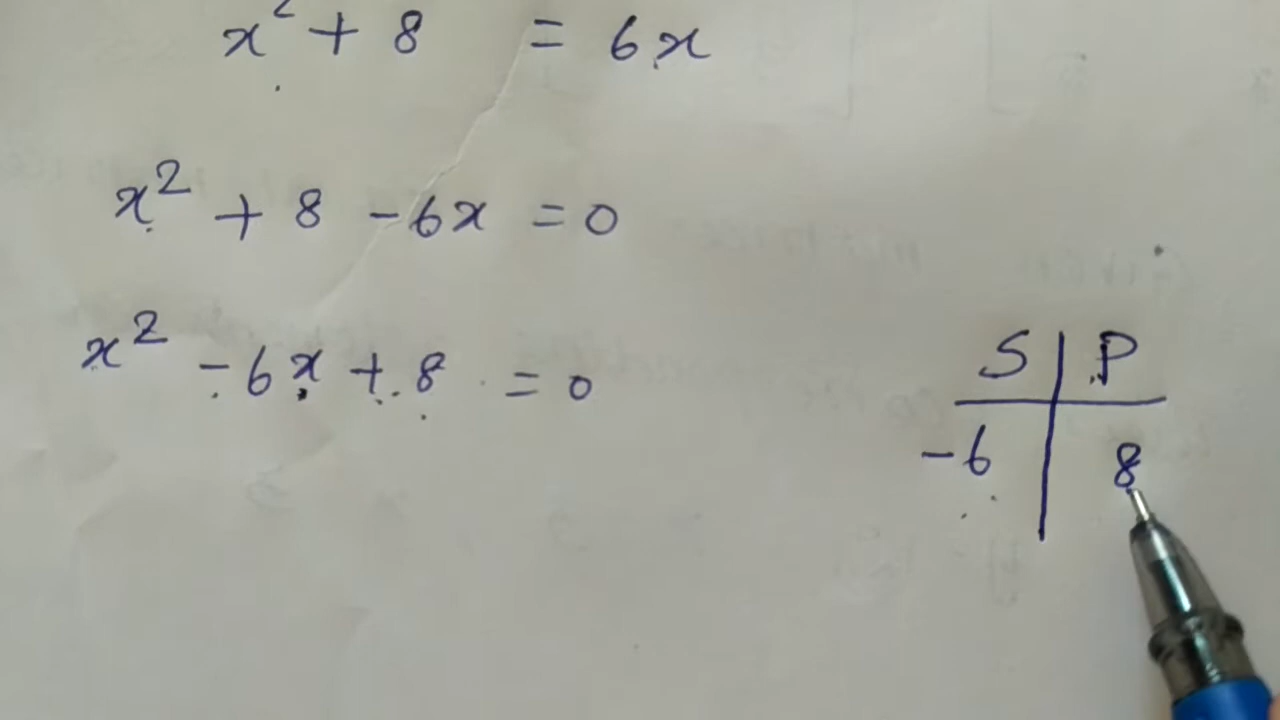 x² + 8 = 6x
x² + 8 - 6x = 0
x² - 6x + 8 = 0
S | P
-6 | 8